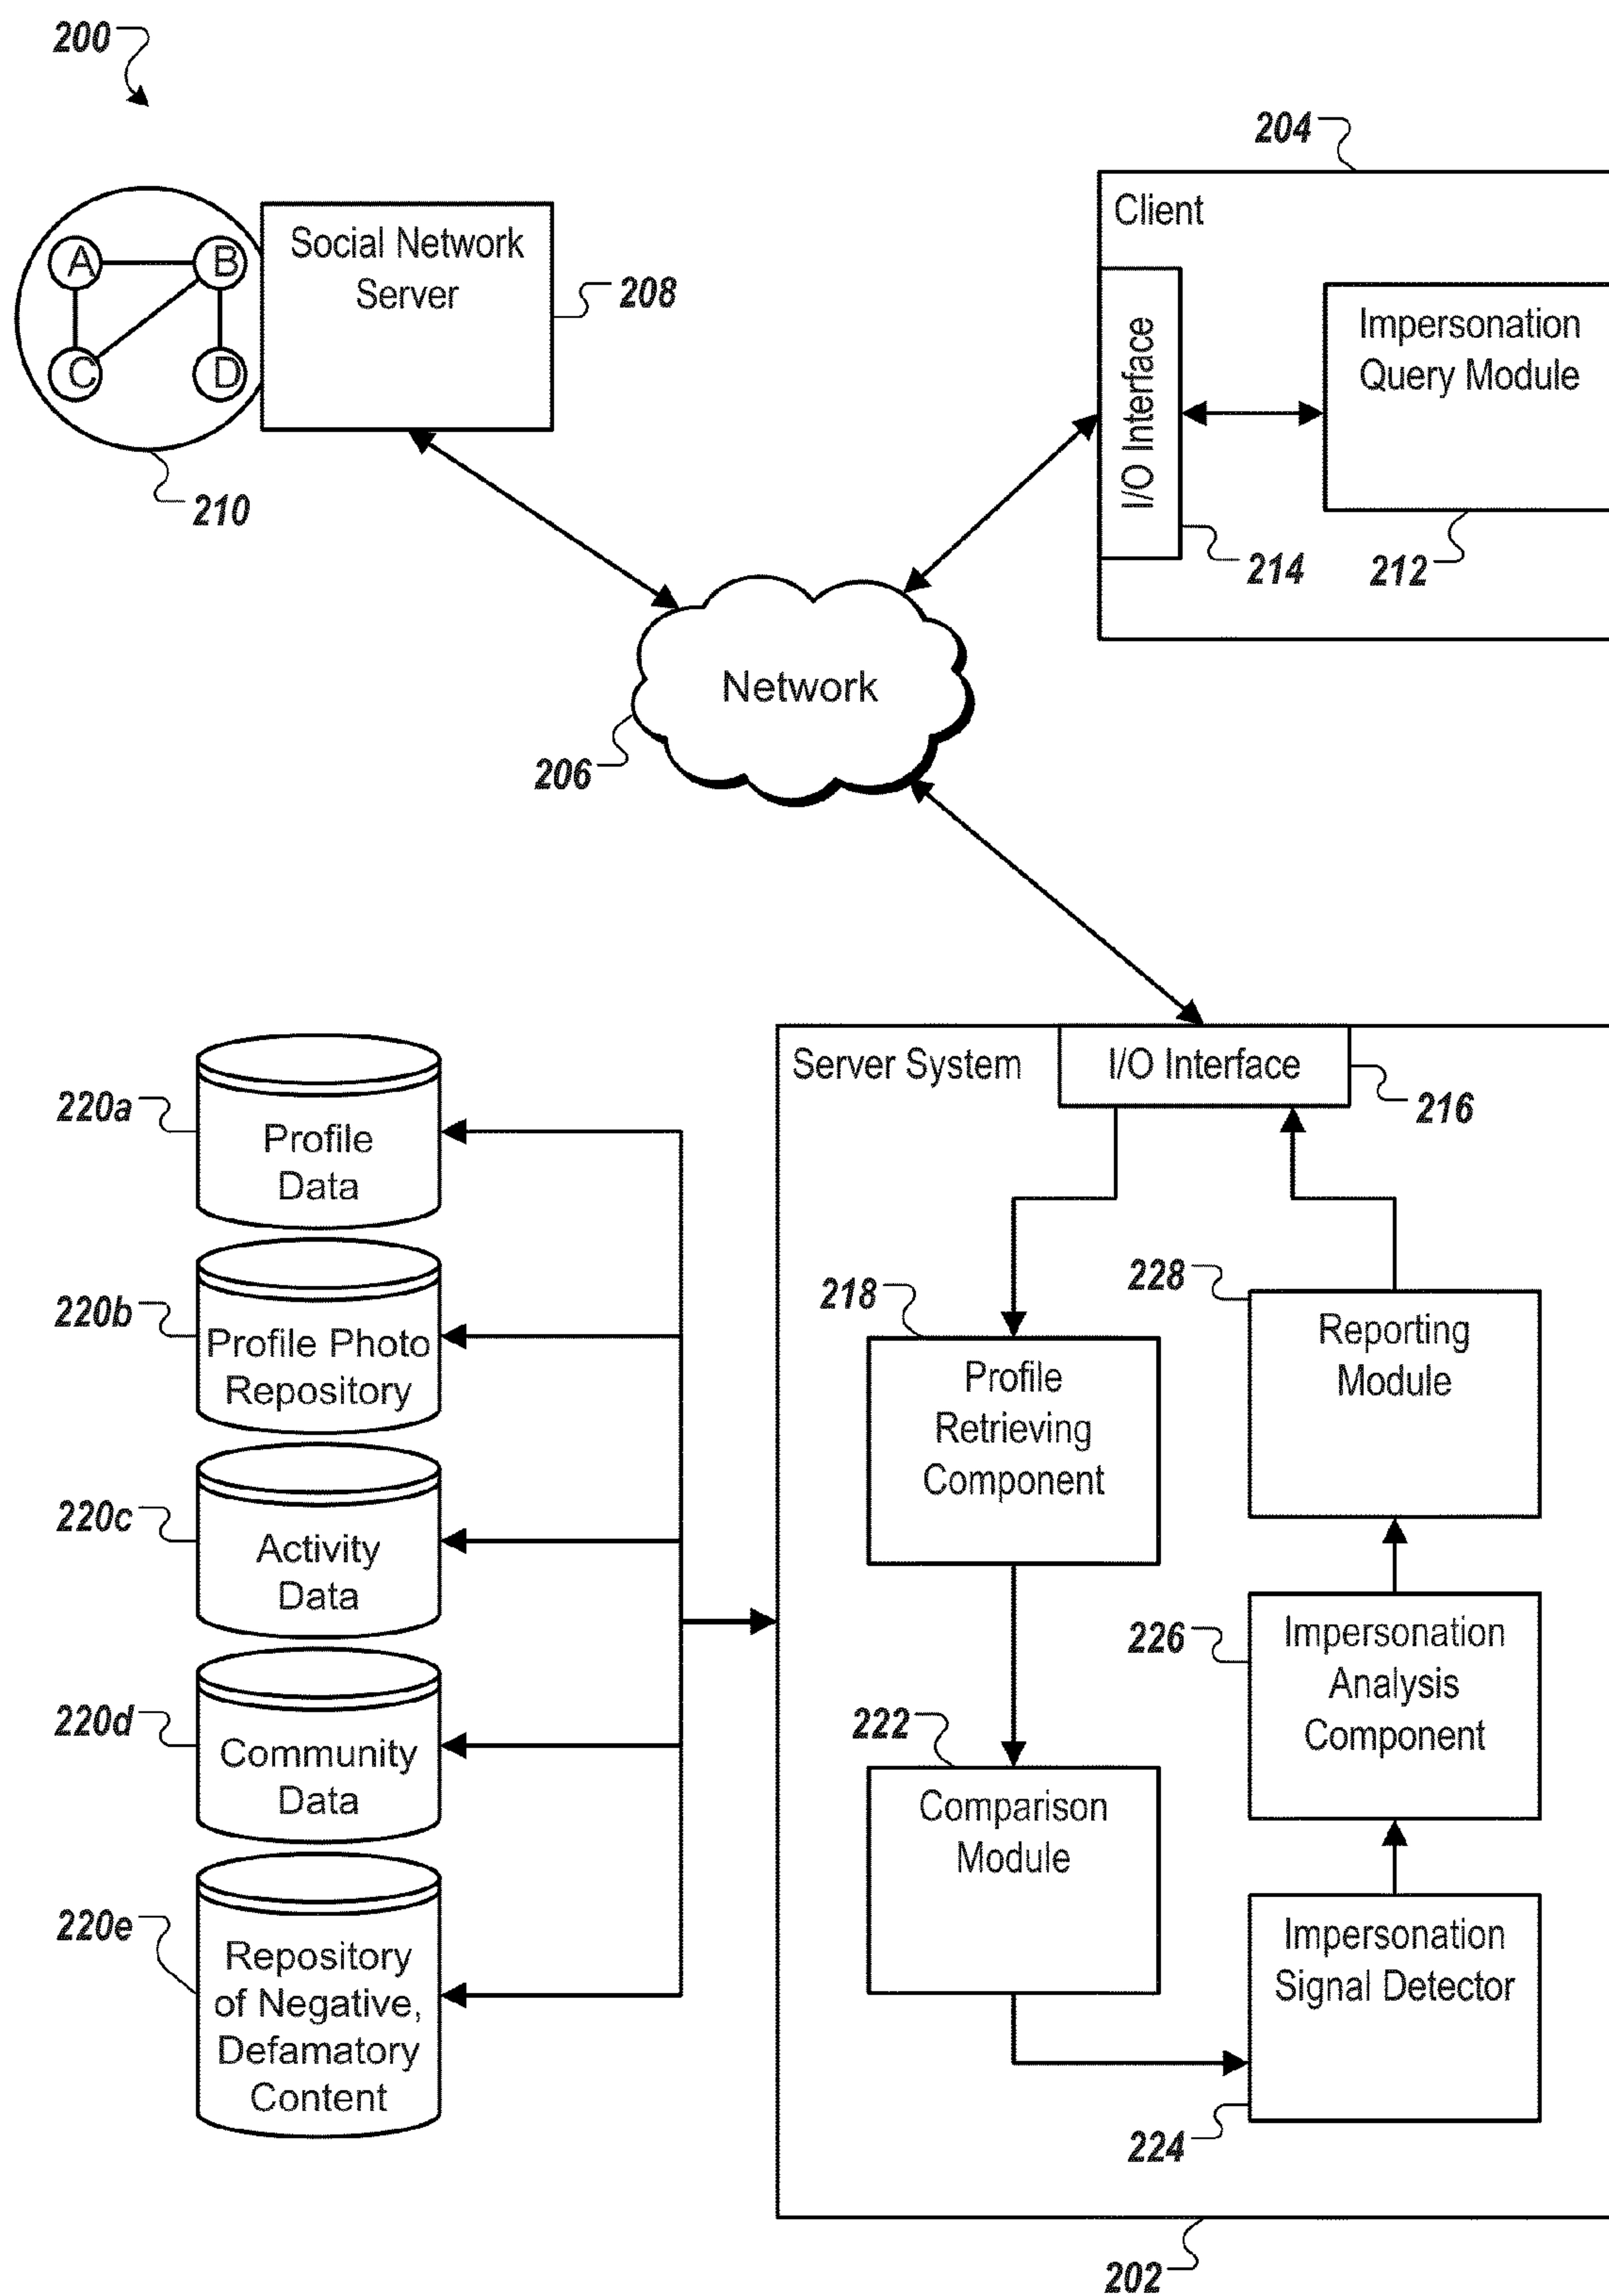 200
204
Client
Social Network
Server
208
A
B
C
D
210
I/O Interface
214
Impersonation
Query Module
212
Network
206
Server System
I/O Interface
216
220a
Profile
Data
220b
Profile Photo
Repository
220c
Activity
Data
220d
Community
Data
220e
Repository
of Negative,
Defamatory
Content
218
Profile
Retrieving
Component
228
Reporting
Module
226
Impersonation
Analysis
Component
222
Comparison
Module
Impersonation
Signal Detector
224
202